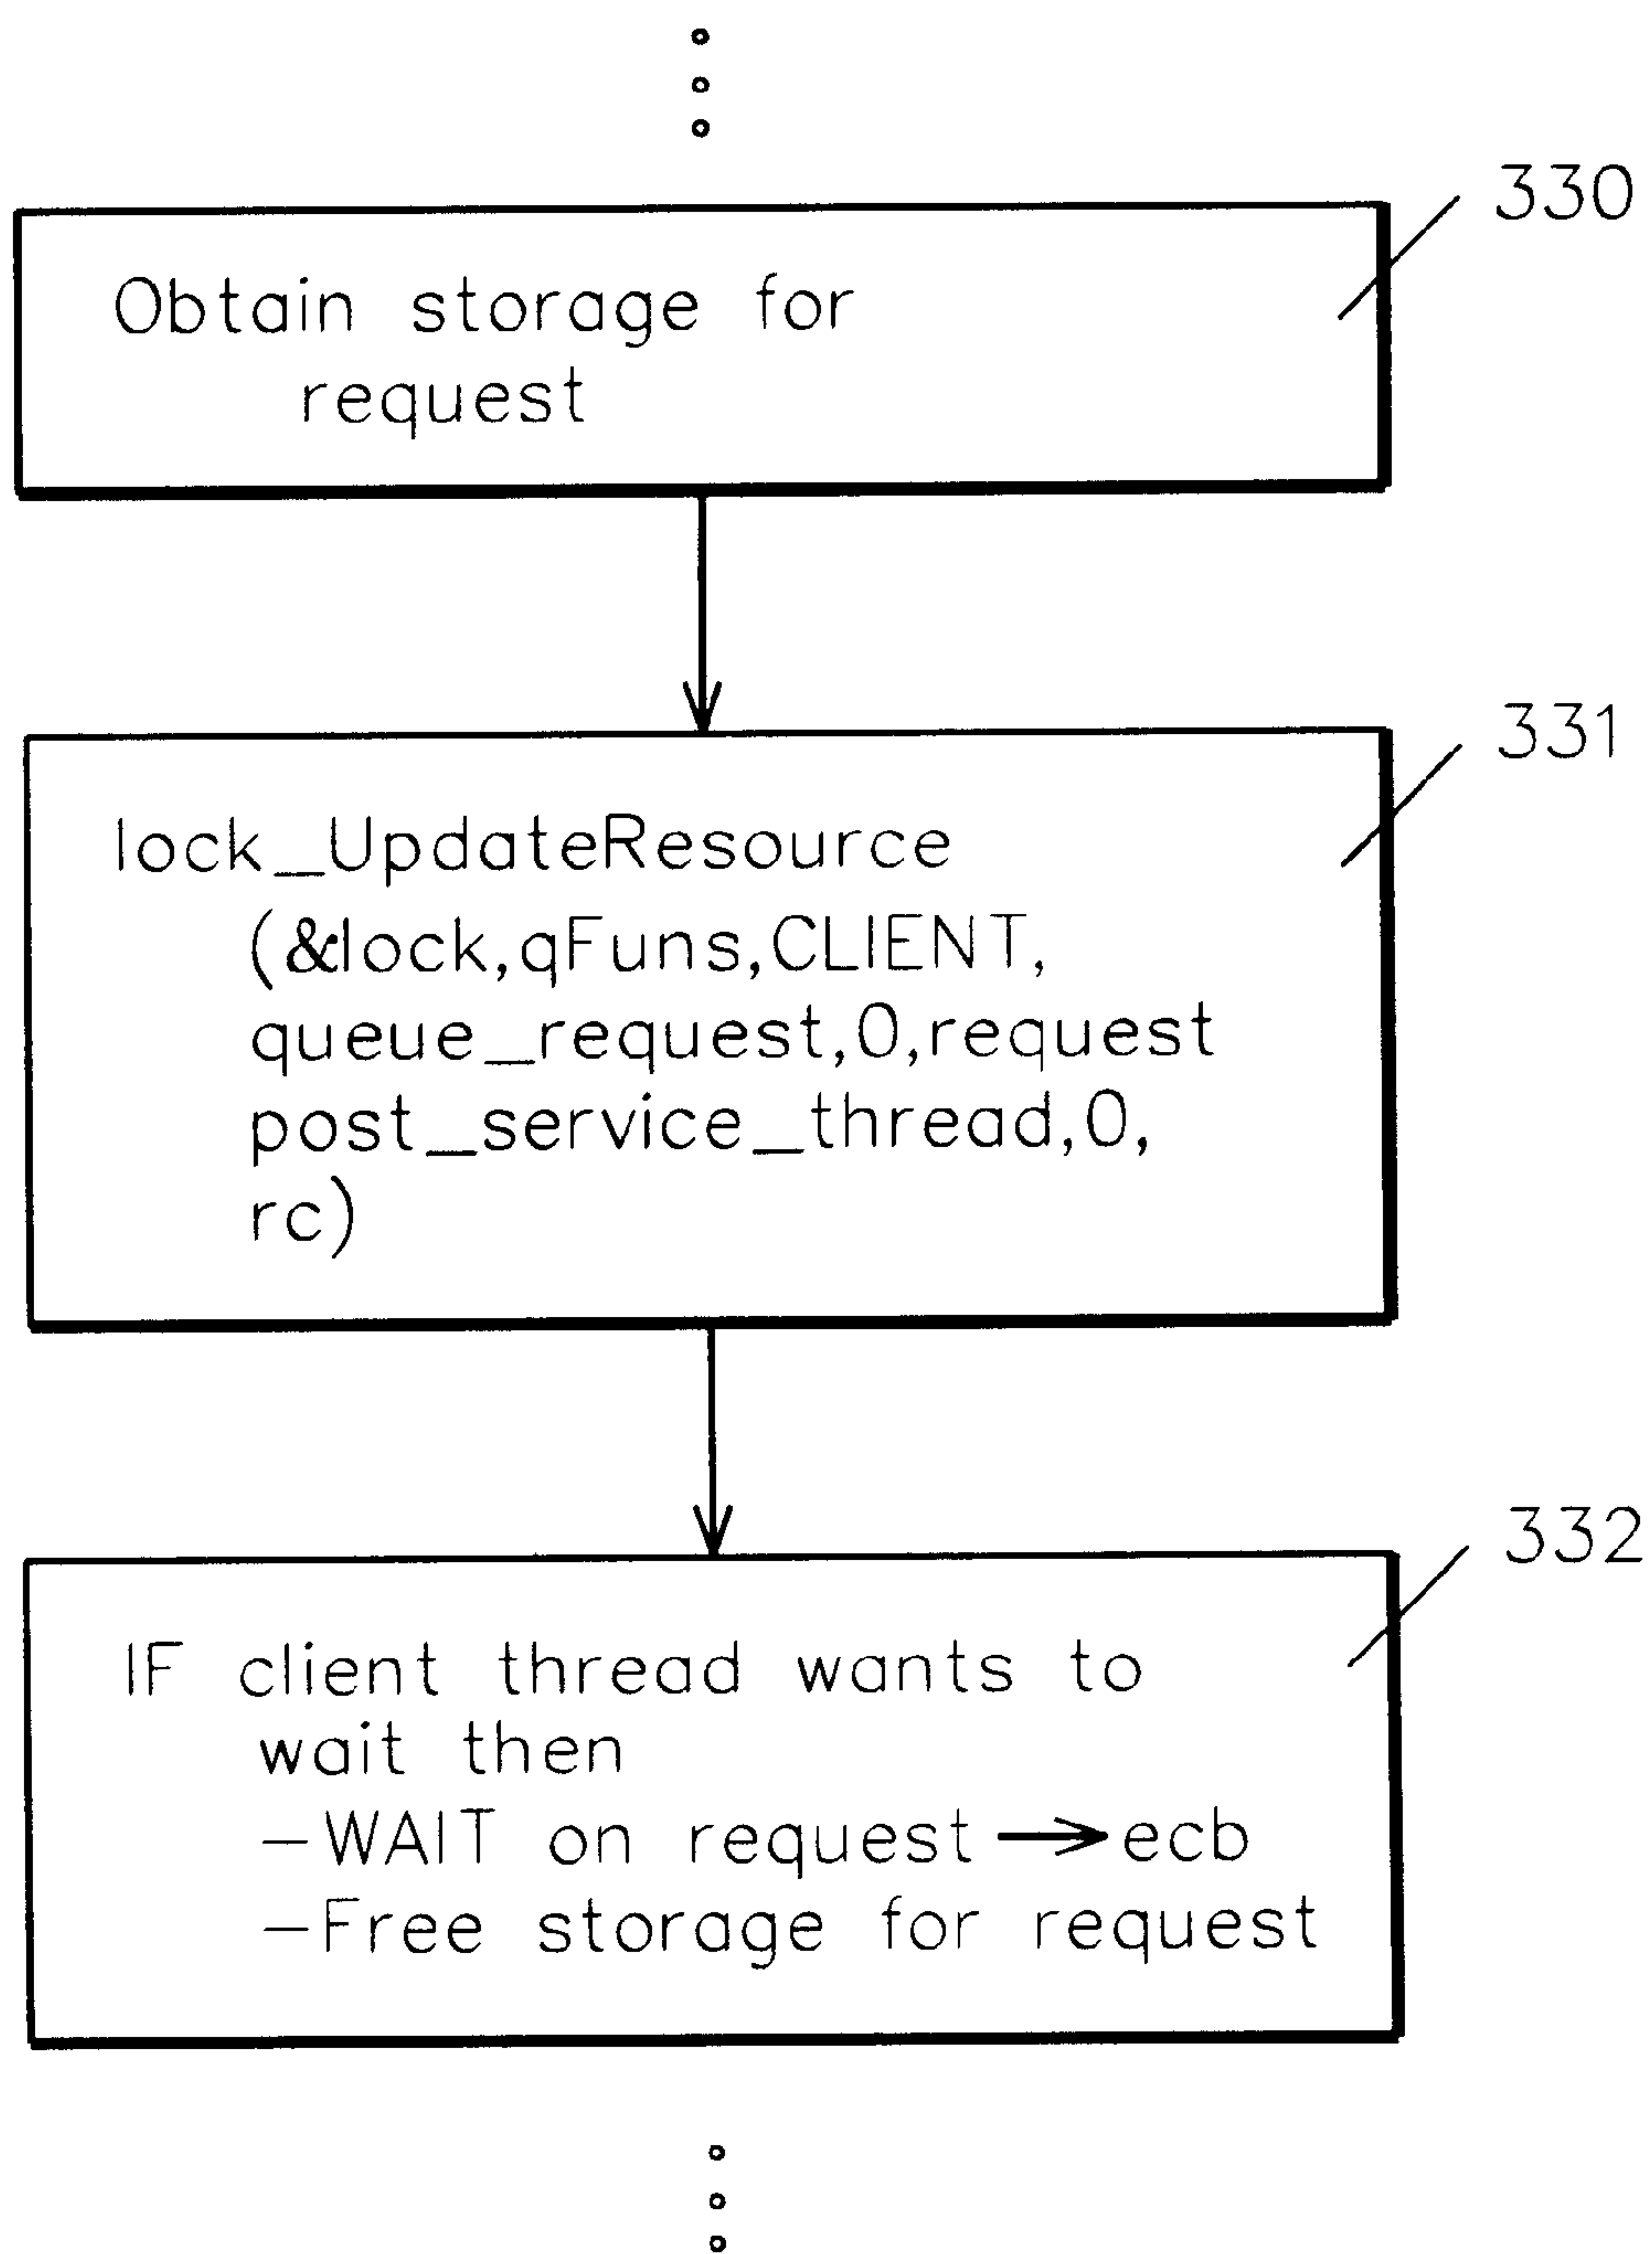 330
Obtain storage for
request
331
lock_UpdateResource
(&lock,qFuns,CLIENT,
queue_request,0,request
post_service_thread,0,
rc)
332
IF client thread wants to
wait then
—WAIT on request → ecb
—Free storage for request